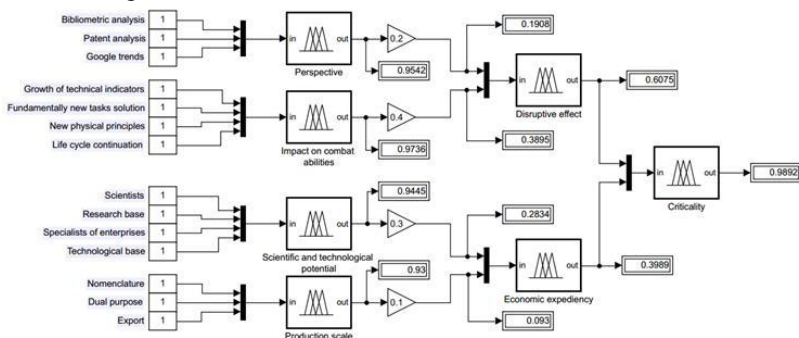 Bibliometric analysis 1
Patent analysis 1
Google trends 1
in out
Perspective
0.2
0.9542
0.1908
Growth of technical indicators 1
Fundamentally new tasks solution 1
New physical principles 1
Life cycle continuation 1
in out
Impact on combat
abilities
0.4
0.9736
0.3895
in out
Disruptive effect
0.6075
Scientists 1
Research base 1
Specialists of enterprises 1
Technological base 1
in out
Scientific and technological
potential
0.9445
0.3
0.2834
Nomenclature 1
Dual purpose 1
Export 1
in out
Production scale
0.93
0.1
0.093
in out
Economic expediency
0.3989
in out
Criticality
0.9892